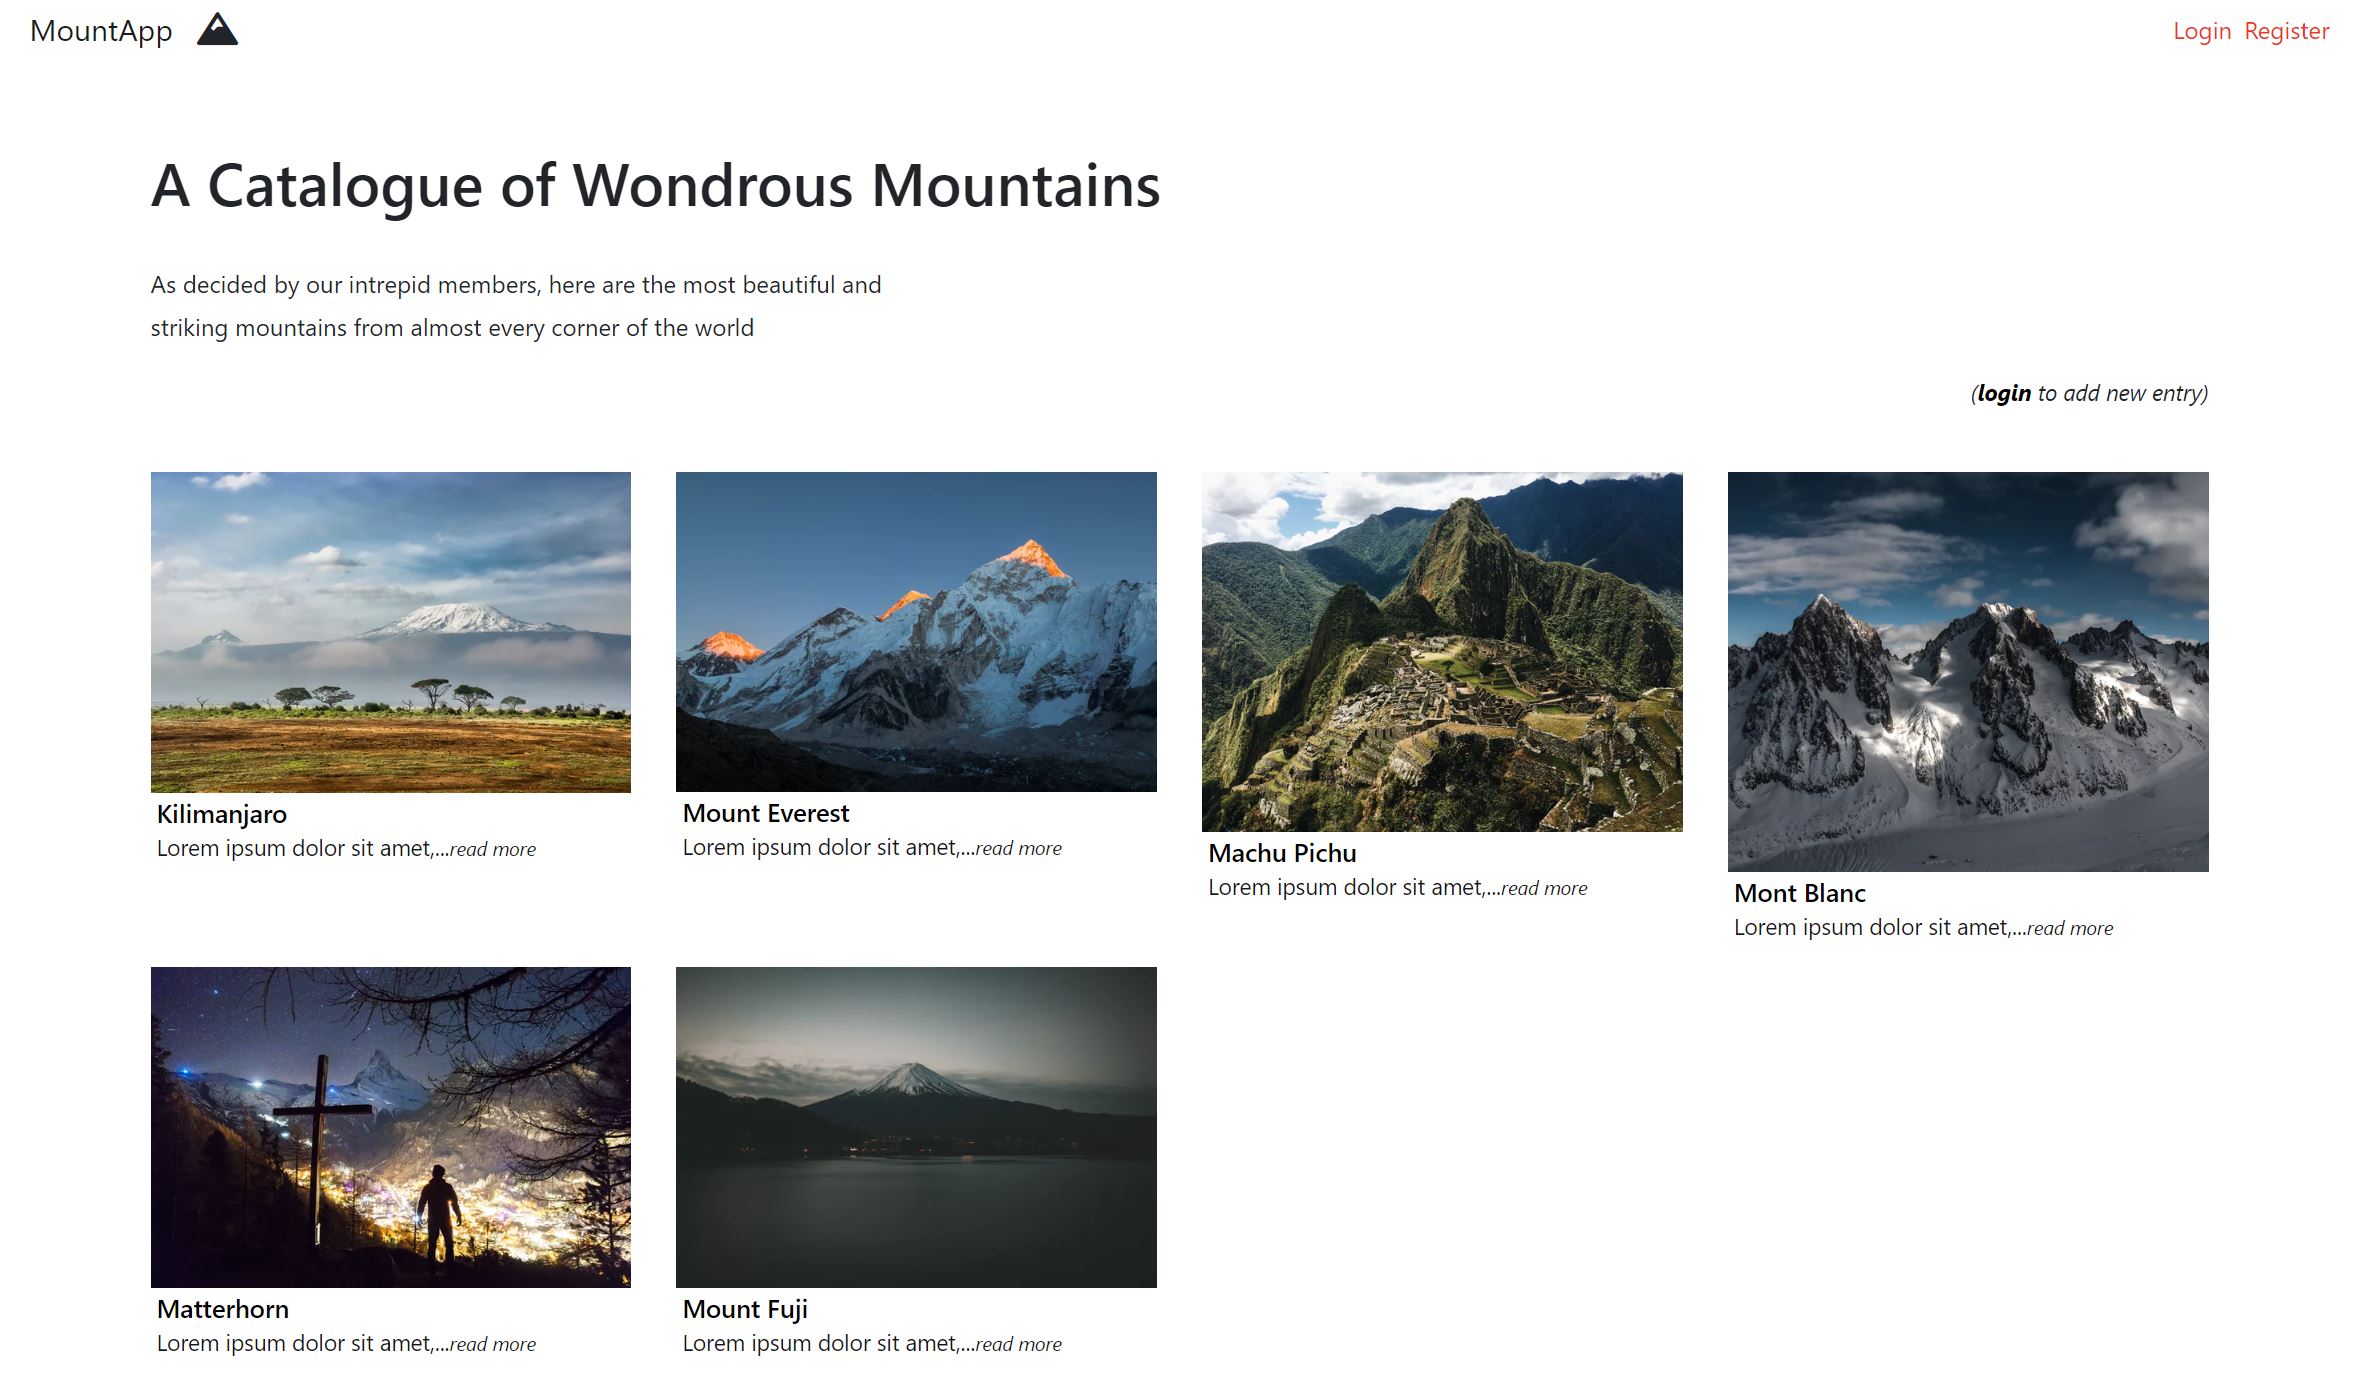 MountApp
Login Register
A Catalogue of Wondrous Mountains
As decided by our intrepid members, here are the most beautiful and
striking mountains from almost every corner of the world
(login to add new entry)
Kilimanjaro
Lorem ipsum dolor sit amet,...read more
Mount Everest
Lorem ipsum dolor sit amet,...read more
Machu Pichu
Lorem ipsum dolor sit amet,...read more
Mont Blanc
Lorem ipsum dolor sit amet,...read more
Matterhorn
Lorem ipsum dolor sit amet,...read more
Mount Fuji
Lorem ipsum dolor sit amet,...read more